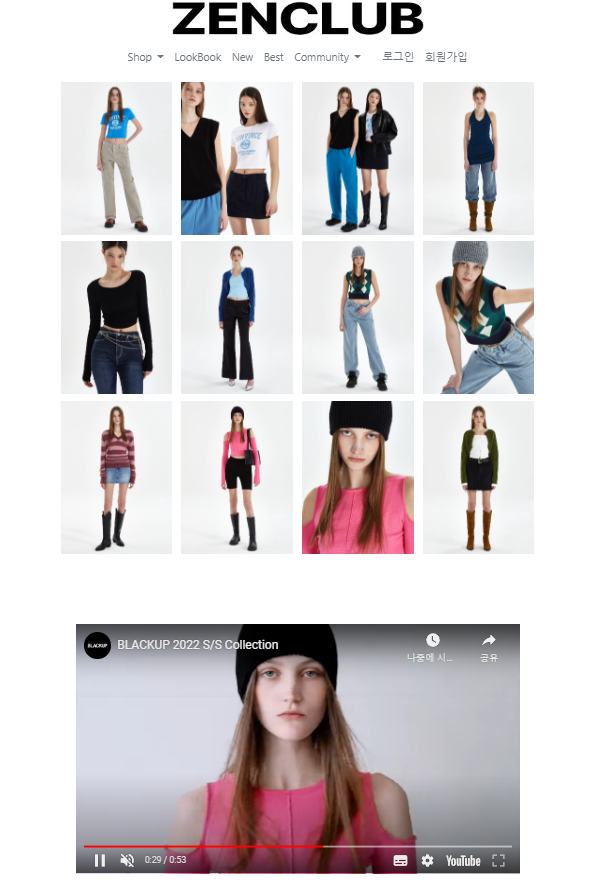 ZENCLUB
Shop LookBook New Best Community 로그인 회원가입
BLACKUP
BLACKUP 2022 S/S Collection
나중에 시...
공유
0:29 / 0:53
YouTube